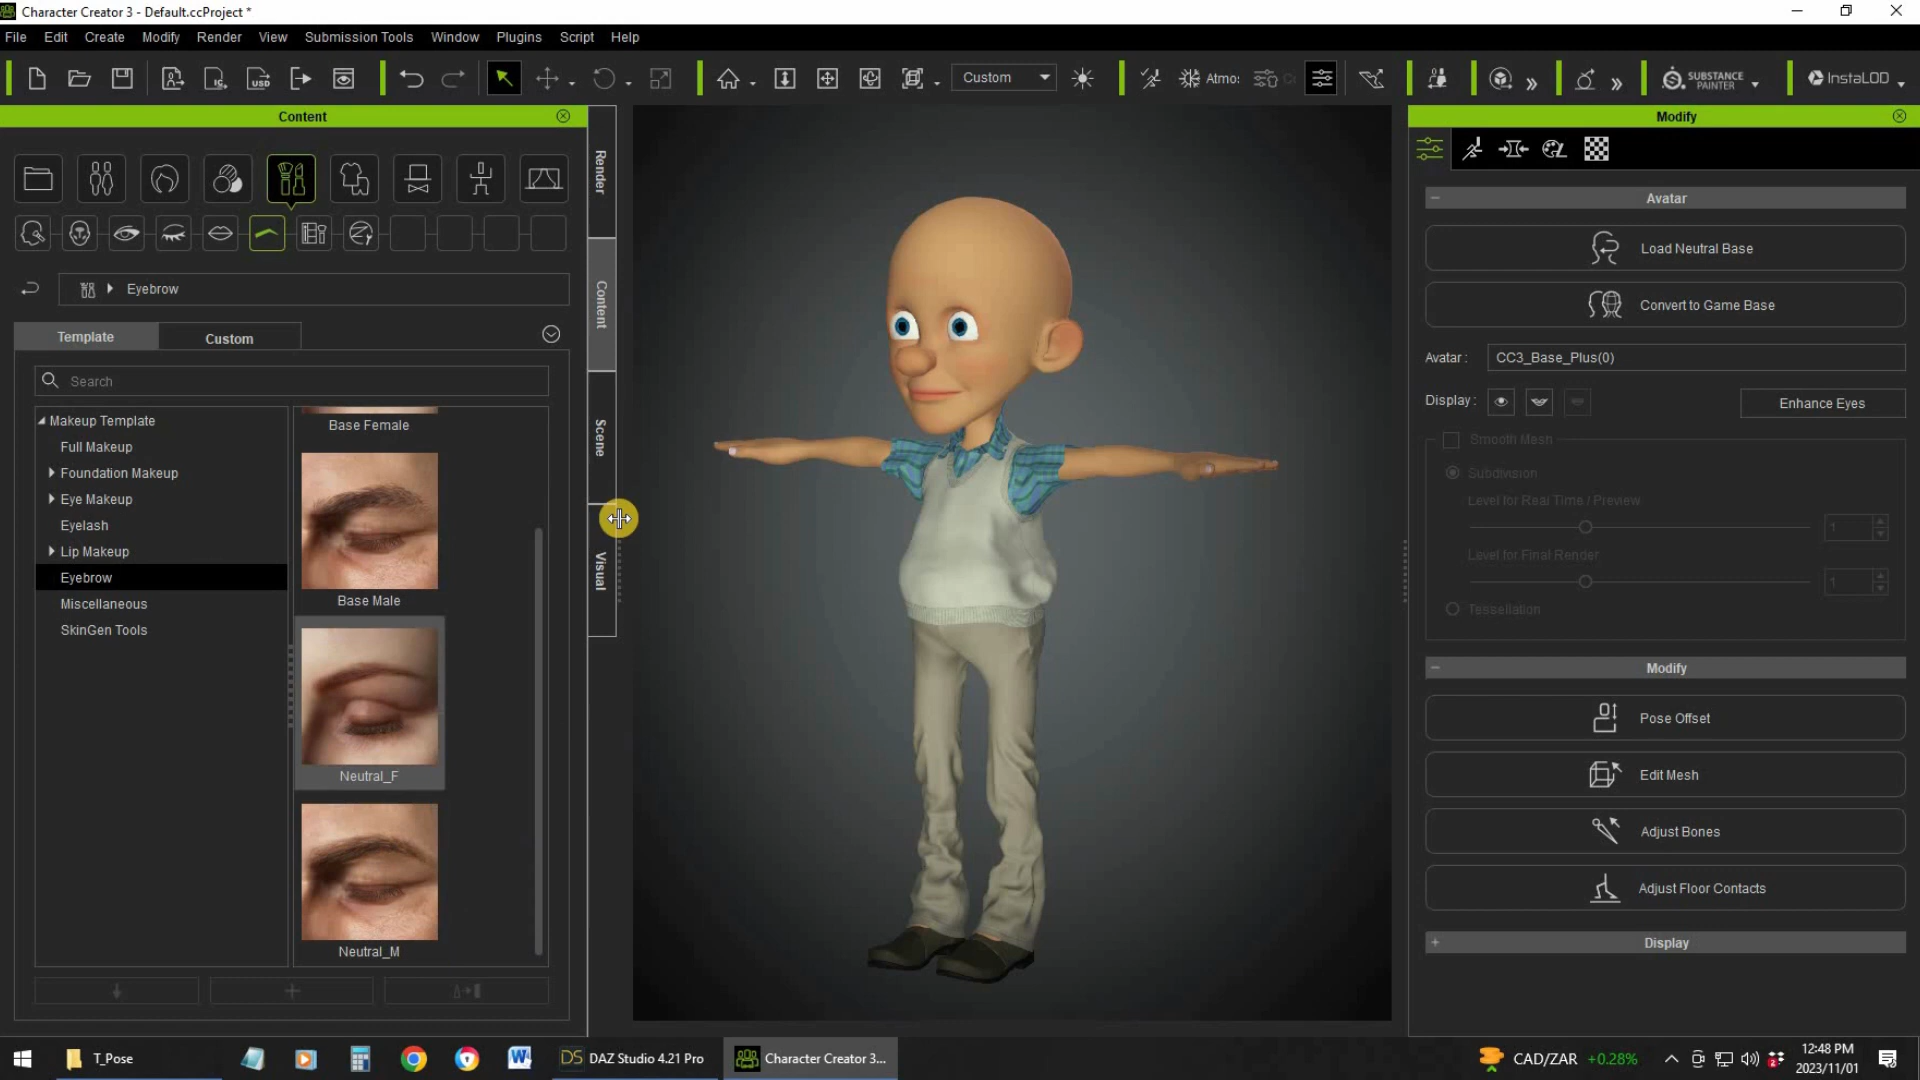 Character Creator 3 - Default.ccProject *
File Edit Create Modify Render View Submission Tools Window Plugins Script Help
Custom
Atmo:
SUBSTANCE
PAINTER
InstaLOD
Content
Modify
Render
Content
Scene
Visual
Eyebrow
Template
Custom
Search
Makeup Template
Full Makeup
Foundation Makeup
Eye Makeup
Eyelash
Lip Makeup
Eyebrow
Miscellaneous
SkinGen Tools
Base Female
Base Male
Neutral_F
Neutral_M
Avatar
Load Neutral Base
Convert to Game Base
Avatar : CC3_Base_Plus(0)
Display :
Enhance Eyes
Smooth Mesh
Subdivision
Level for Real Time / Preview
1
Level for Final Render
1
Tessellation
Modify
Pose Offset
Edit Mesh
Adjust Bones
Adjust Floor Contacts
Display
T_Pose
DAZ Studio 4.21 Pro
Character Creator 3...
CAD/ZAR +0.28%
12:48 PM
2023/11/01